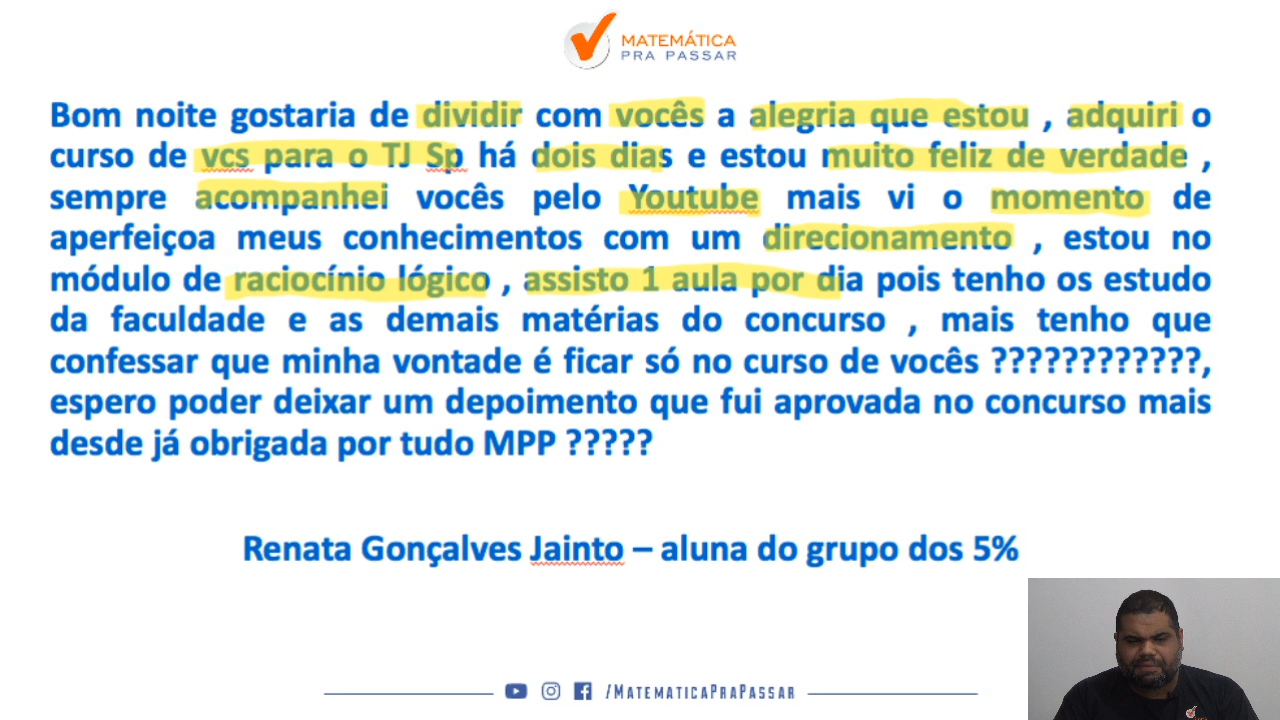 MATEMÁTICA
PRA PASSAR
Bom noite gostaria de dividir com vocês a alegria que estou , adquiri o
curso de vcs para o TJ Sp há dois dias e estou muito feliz de verdade ,
sempre acompanhei vocês pelo Youtube mais vi o momento de
aperfeiçoa meus conhecimentos com um direcionamento , estou no
módulo de raciocínio lógico , assisto 1 aula por dia pois tenho os estudo
da faculdade e as demais matérias do concurso , mais tenho que
confessar que minha vontade é ficar só no curso de vocês ????????????,
espero poder deixar um depoimento que fui aprovada no concurso mais
desde já obrigada por tudo MPP ?????
Renata Gonçalves Jainto – aluna do grupo dos 5%
/MATEMATICAPRAPASSAR